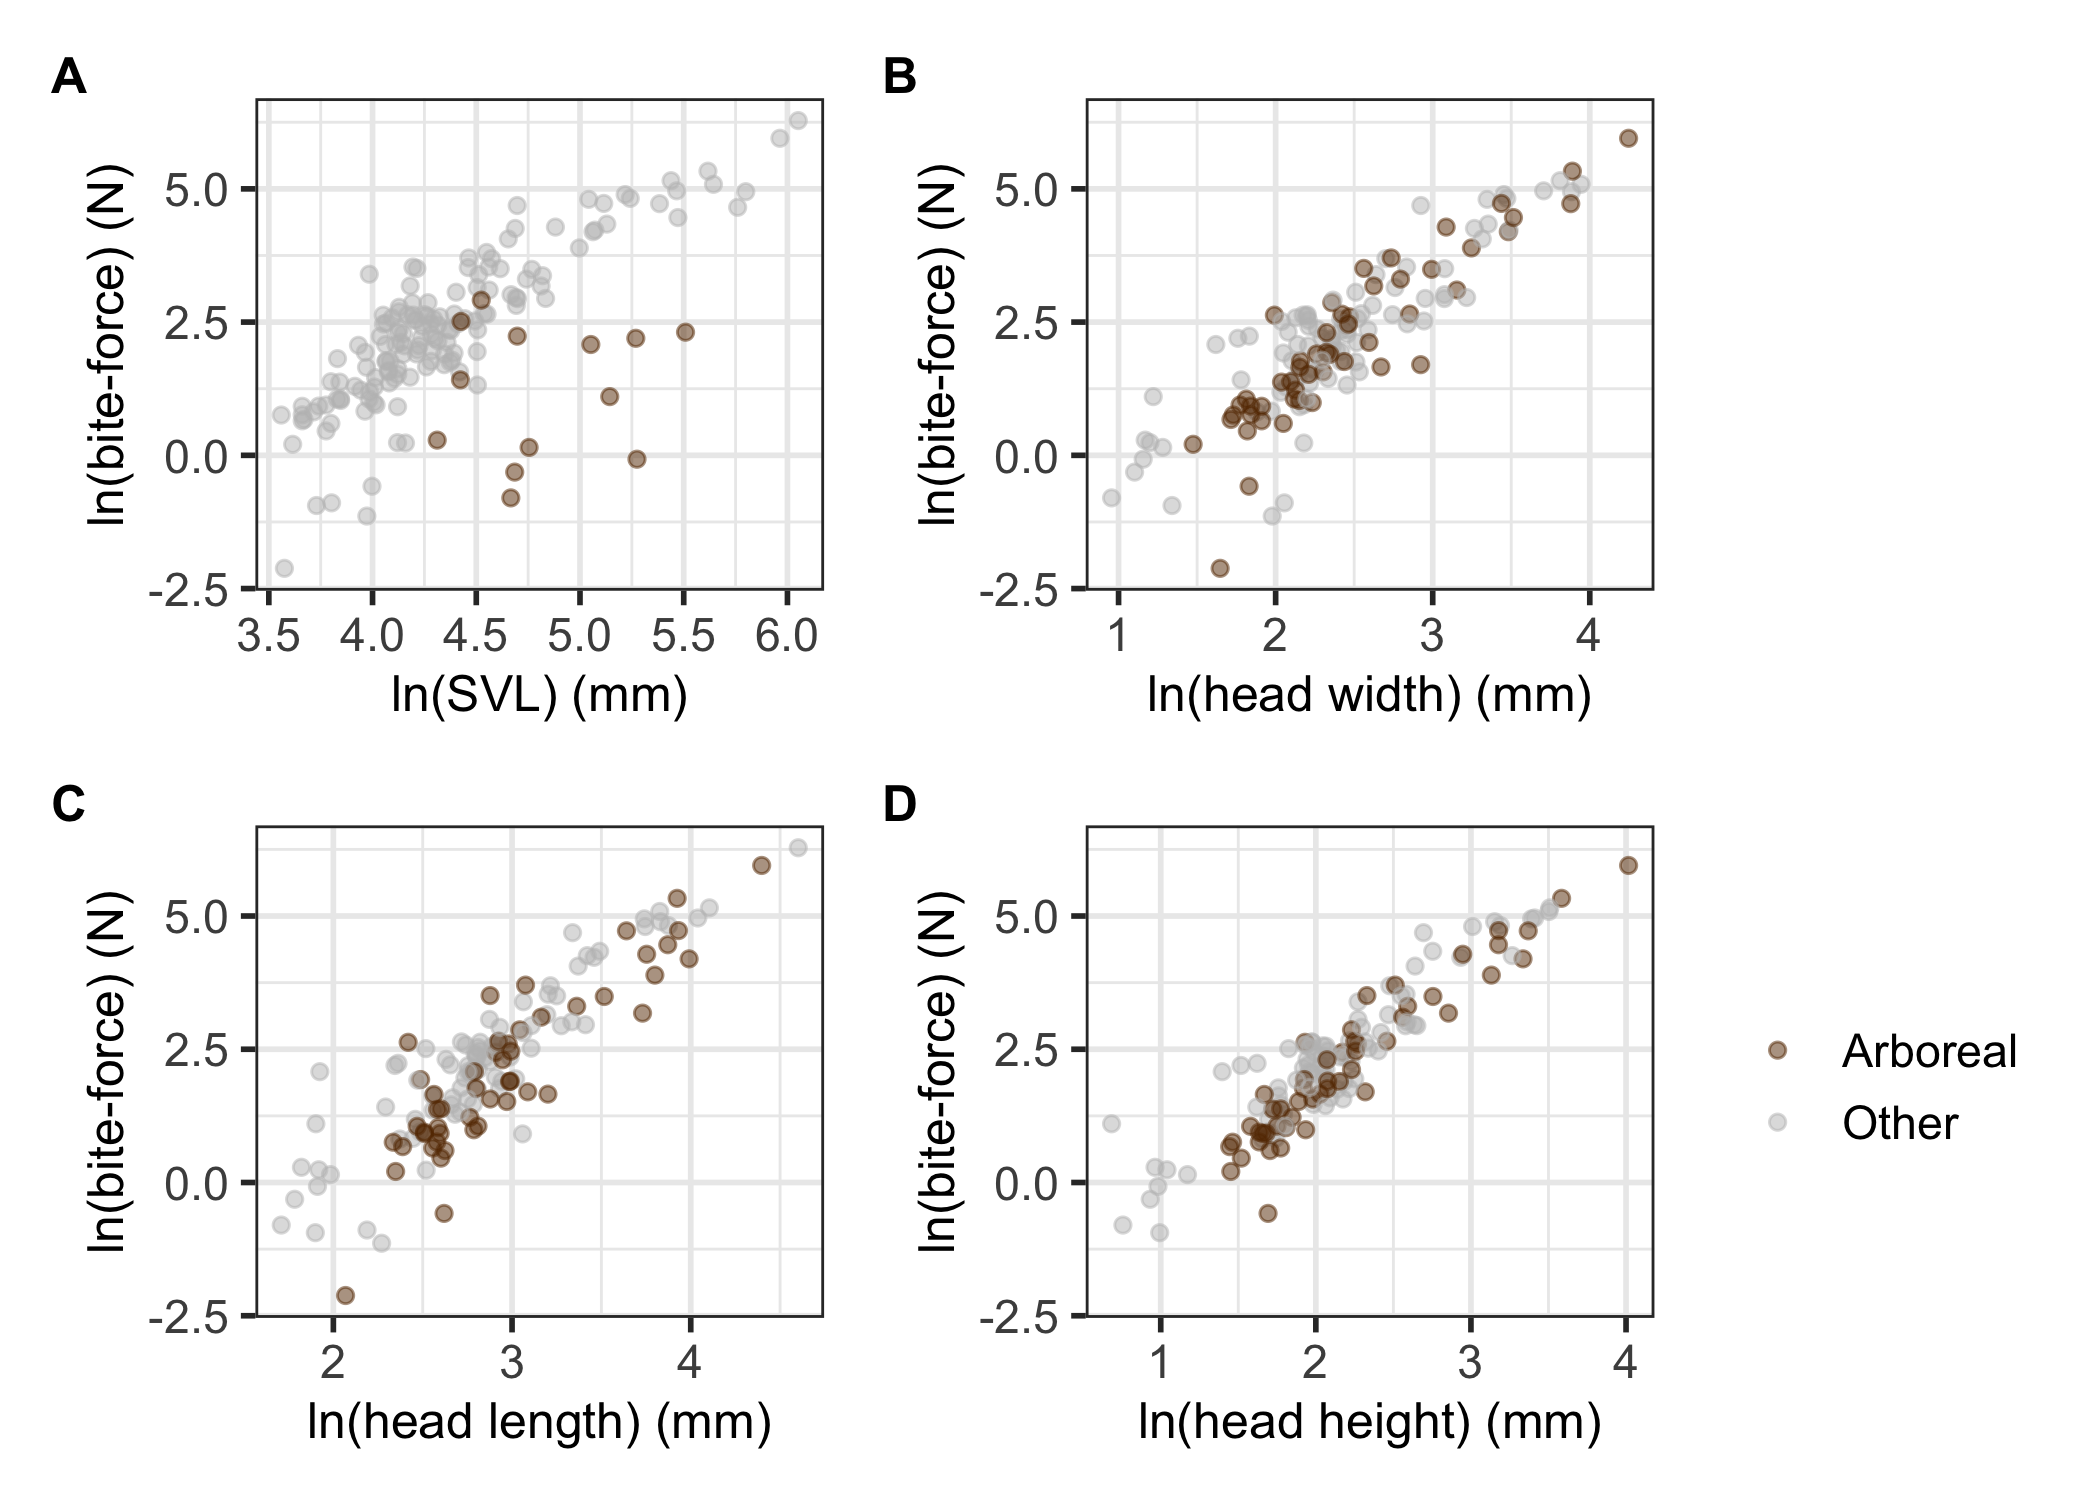 A
B
ln(bite-force) (N)
5.0
2.5
0.0
-2.5
3.5 4.0 4.5 5.0 5.5 6.0
ln(SVL) (mm)
ln(bite-force) (N)
5.0
2.5
0.0
-2.5
1 2 3 4
ln(head width) (mm)
C
D
ln(bite-force) (N)
5.0
2.5
0.0
-2.5
2 3 4
ln(head length) (mm)
ln(bite-force) (N)
5.0
2.5
0.0
-2.5
1 2 3 4
ln(head height) (mm)
Arboreal
Other